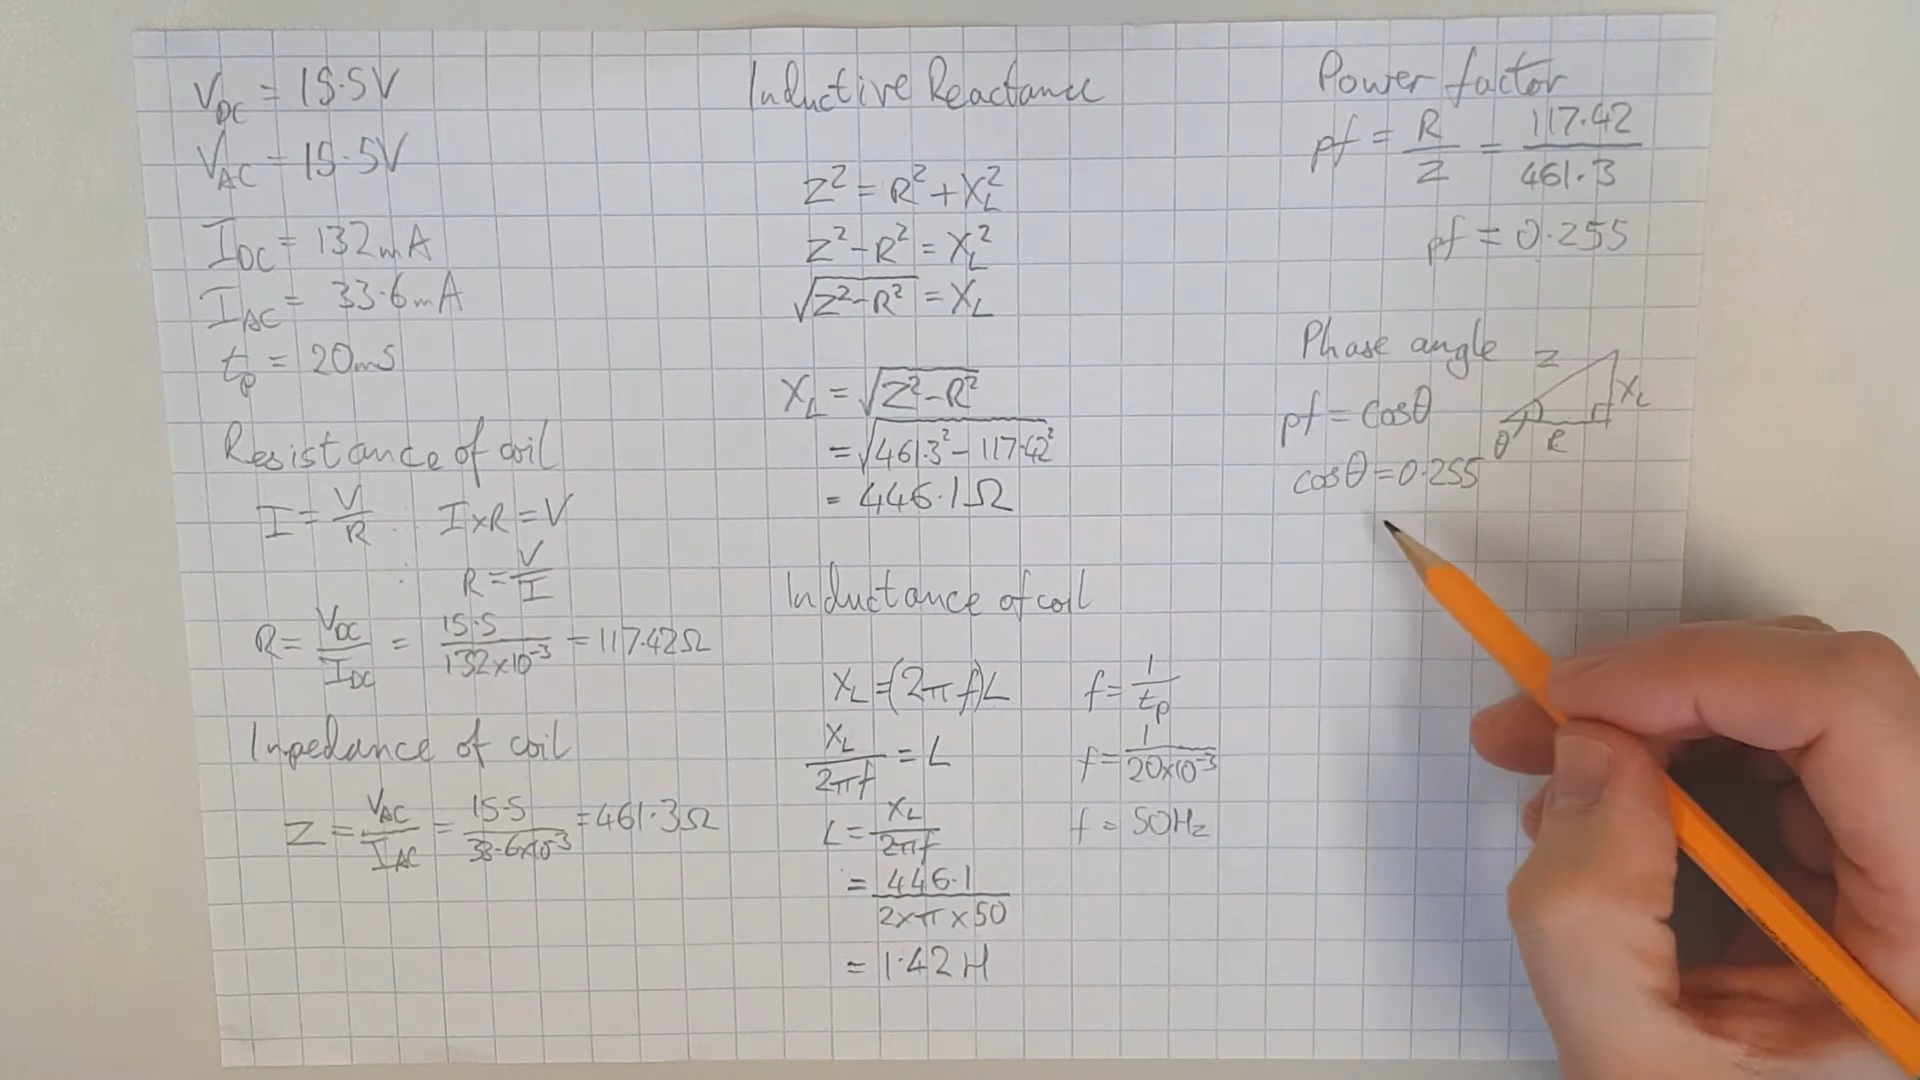 V_DC = 15.5V
V_AC = 15.5V
I_DC = 132mA
I_AC = 33.6mA
t_p = 20ms
Resistance of coil
I = V/R ∴ I×R = V
R = V/I
R = V_DC/I_DC = 15.5/132×10⁻³ = 117.42Ω
Impedance of coil
Z = V_AC/I_AC = 15.5/33.6×10⁻³ = 461.3Ω
Inductive Reactance
Z² = R² + X_L²
Z² − R² = X_L²
√(Z² − R²) = X_L
X_L = √(Z² − R²)
= √(461.3² − 117.42²)
= 446.1Ω
Inductance of coil
X_L = (2πf)L
X_L/2πf = L
L = X_L/2πf
= 446.1/2×π×50
= 1.42H
f = 1/t_p
f = 1/20×10⁻³
f = 50Hz
Power factor
pf = R/Z = 117.42/461.3
pf = 0.255
Phase angle
Z
X_L
R
θ
pf = cosθ
cosθ = 0.255